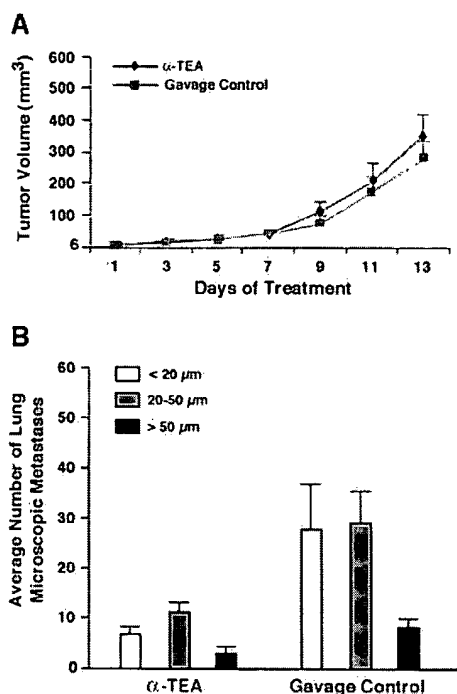 A
α-TEA
Gavage Control
Tumor Volume (mm³)
600
500
400
300
200
100
6
1 3 5 7 9 11 13
Days of Treatment
B
< 20 µm
20-50 µm
> 50 µm
Average Number of Lung
Microscopic Metastases
60
50
40
30
20
10
0
α-TEA Gavage Control